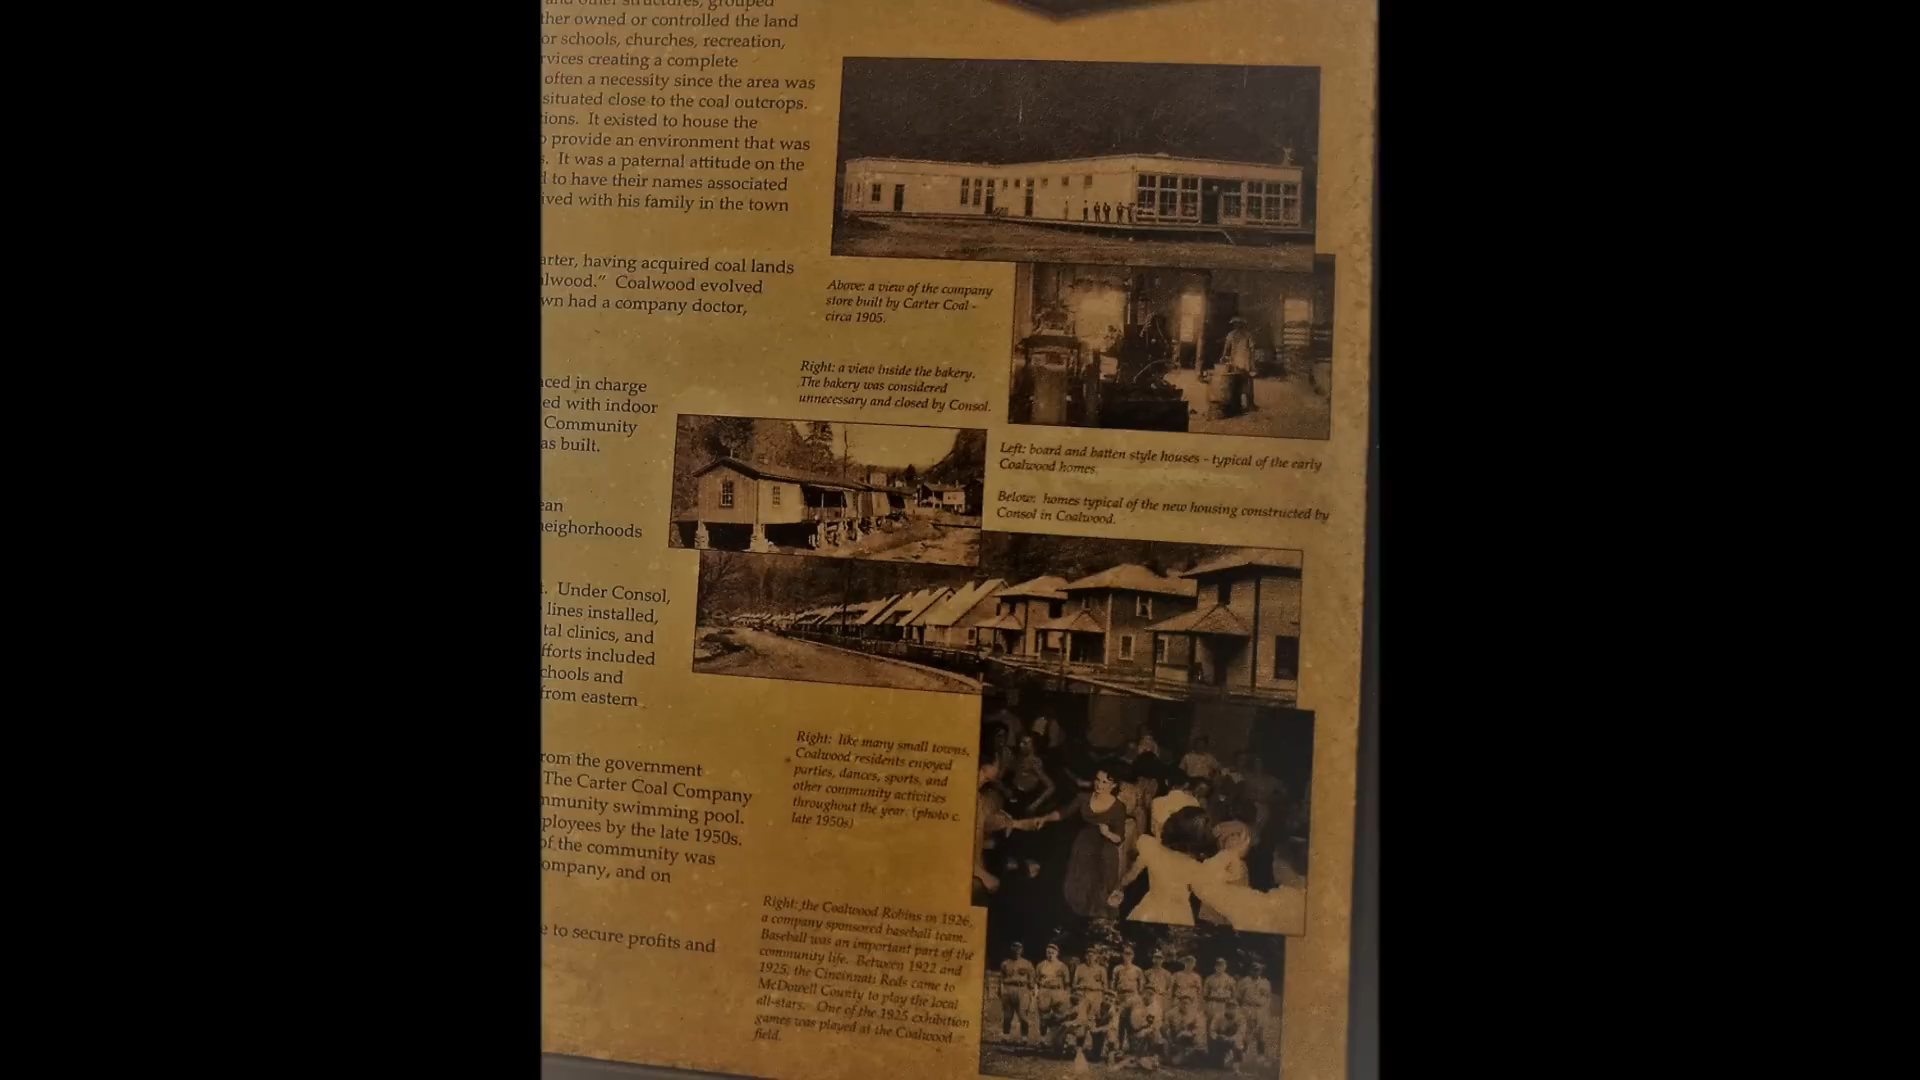 and other structures, grouped
ther owned or controlled the land
or schools, churches, recreation,
rvices creating a complete
often a necessity since the area was
situated close to the coal outcrops.
ions. It existed to house the
provide an environment that was
s. It was a paternal attitude on the
l to have their names associated
ived with his family in the town
arter, having acquired coal lands
lwood.” Coalwood evolved
wn had a company doctor,
aced in charge
ed with indoor
Community
as built.
ean
neighorhoods
t. Under Consol,
lines installed,
tal clinics, and
fforts included
chools and
from eastern
rom the government
The Carter Coal Company
mmunity swimming pool.
ployees by the late 1950s.
of the community was
ompany, and on
e to secure profits and
Above: a view of the company
store built by Carter Coal -
circa 1905.
Right: a view inside the bakery.
The bakery was considered
unnecessary and closed by Consol.
Left: board and batten style houses - typical of the early
Coalwood homes.
Below: homes typical of the new housing constructed by
Consol in Coalwood.
Right: like many small towns,
Coalwood residents enjoyed
parties, dances, sports, and
other community activities
throughout the year. (photo c.
late 1950s)
Right: the Coalwood Robins in 1926,
a company sponsored baseball team.
Baseball was an important part of the
community life. Between 1922 and
1925, the Cincinnati Reds came to
McDowell County to play the local
all-stars. One of the 1925 exhibition
games was played at the Coalwood
field.